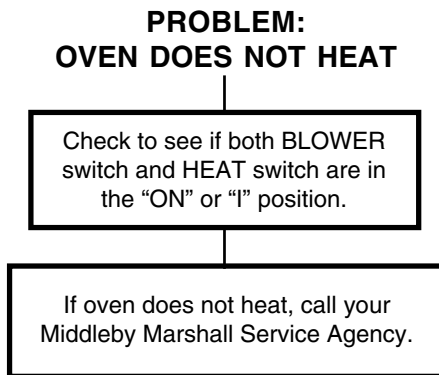 PROBLEM:
OVEN DOES NOT HEAT
Check to see if both BLOWER
switch and HEAT switch are in
the “ON” or “I” position.
If oven does not heat, call your
Middleby Marshall Service Agency.